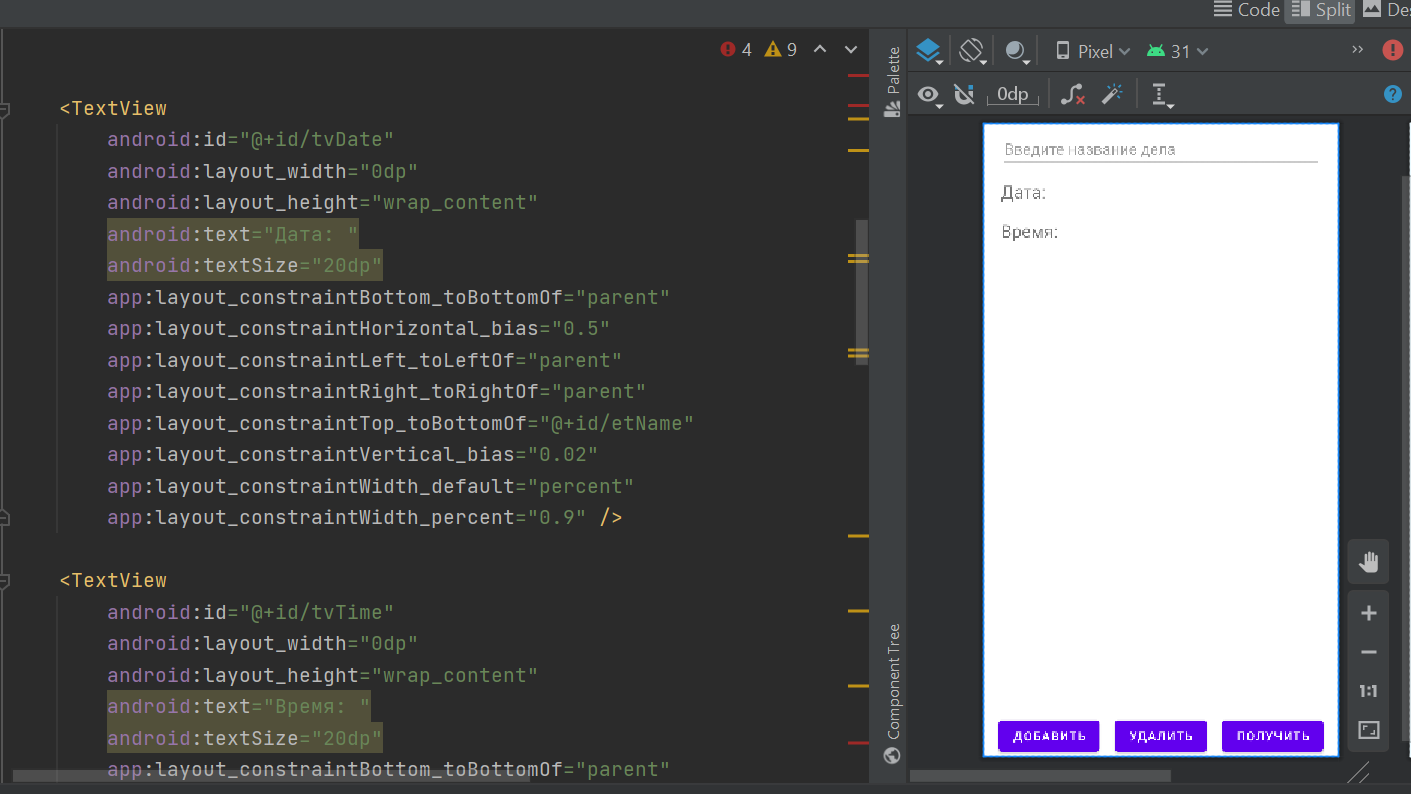 Code Split De
4 9
Pixel 31
0dp
Palette
Component Tree
<TextView
android:id="@+id/tvDate"
android:layout_width="0dp"
android:layout_height="wrap_content"
android:text="Дата: "
android:textSize="20dp"
app:layout_constraintBottom_toBottomOf="parent"
app:layout_constraintHorizontal_bias="0.5"
app:layout_constraintLeft_toLeftOf="parent"
app:layout_constraintRight_toRightOf="parent"
app:layout_constraintTop_toBottomOf="@+id/etName"
app:layout_constraintVertical_bias="0.02"
app:layout_constraintWidth_default="percent"
app:layout_constraintWidth_percent="0.9" />
<TextView
android:id="@+id/tvTime"
android:layout_width="0dp"
android:layout_height="wrap_content"
android:text="Время: "
android:textSize="20dp"
app:layout_constraintBottom_toBottomOf="parent"
Введите название дела
Дата:
Время:
ДОБАВИТЬ УДАЛИТЬ ПОЛУЧИТЬ
1:1